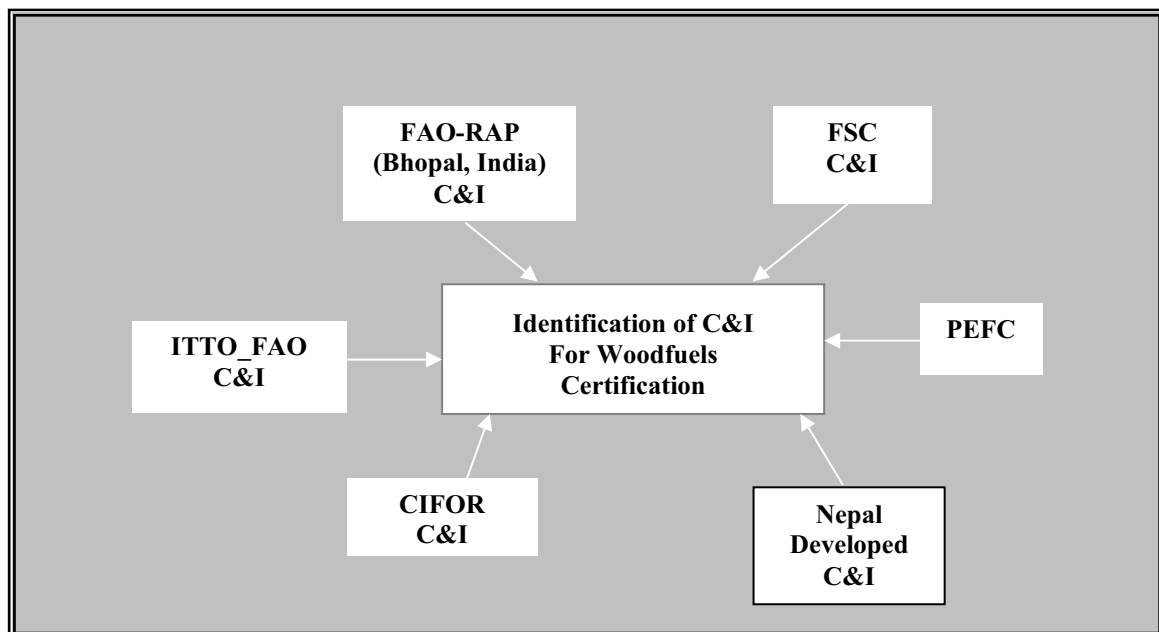 FAO-RAP
(Bhopal, India)
C&I
FSC
C&I
Identification of C&I
For Woodfuels
Certification
PEFC
ITTO_FAO
C&I
CIFOR
C&I
Nepal
Developed
C&I